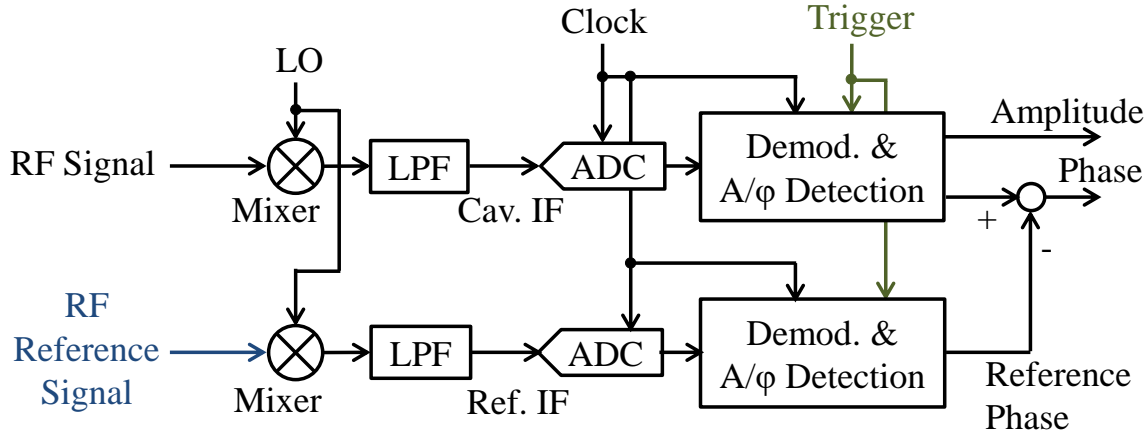 Clock
Trigger
LO
Amplitude
RF Signal
LPF
ADC
Demod. &
A/φ Detection
Phase
Mixer
Cav. IF
+
-
RF
Reference
Signal
LPF
ADC
Demod. &
A/φ Detection
Mixer
Ref. IF
Reference
Phase